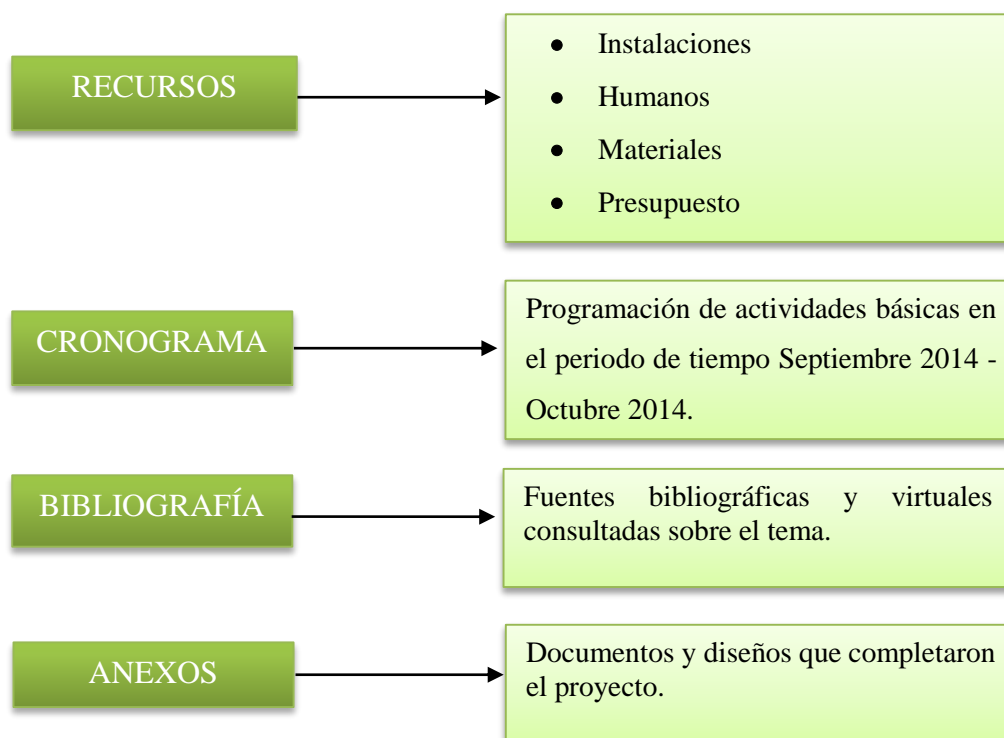 RECURSOS
• Instalaciones
• Humanos
• Materiales
• Presupuesto
CRONOGRAMA
Programación de actividades básicas en
el periodo de tiempo Septiembre 2014 -
Octubre 2014.
BIBLIOGRAFÍA
Fuentes bibliográficas y virtuales
consultadas sobre el tema.
ANEXOS
Documentos y diseños que completaron
el proyecto.